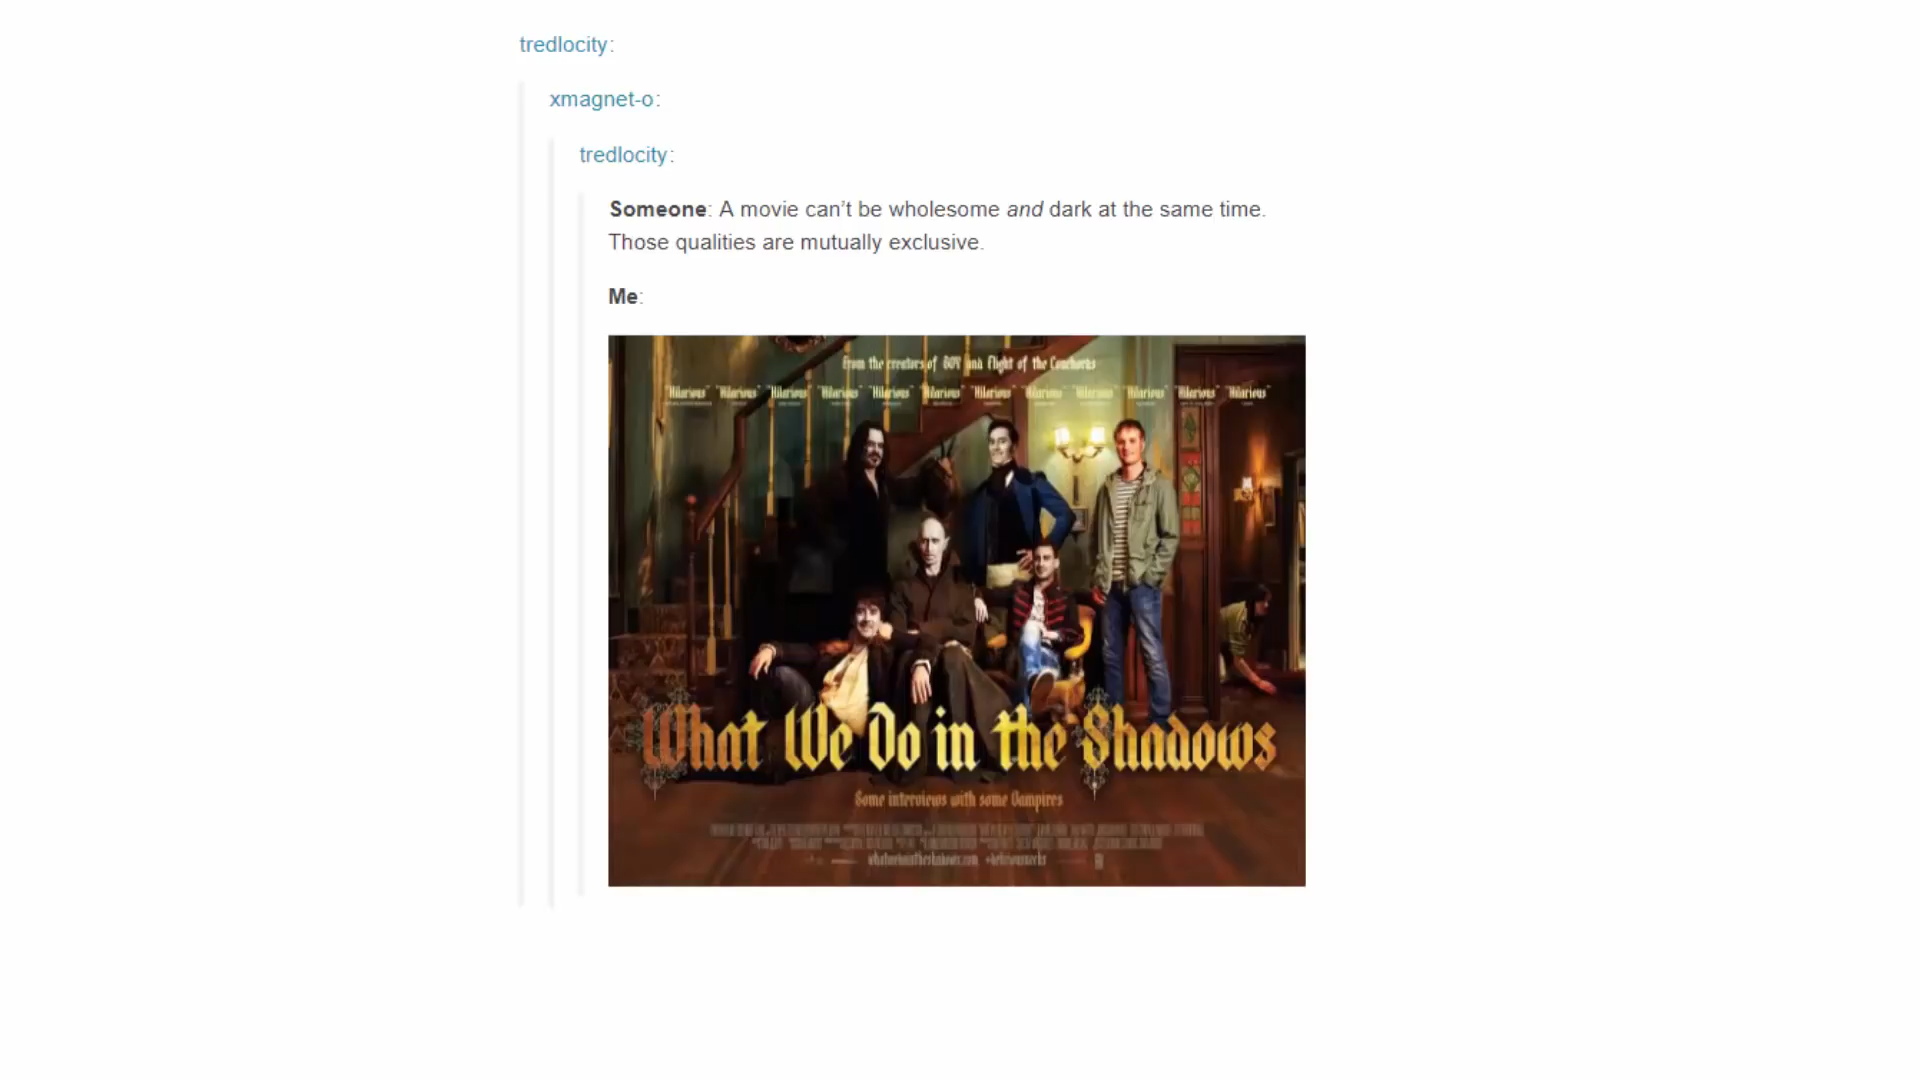 tredlocity:
xmagnet-o:
tredlocity:
Someone: A movie can't be wholesome and dark at the same time.
Those qualities are mutually exclusive.
Me:
From the creators of BOY and Flight of the Conchords
"Hilarious" "Hilarious" "Hilarious" "Hilarious" "Hilarious" "Hilarious" "Hilarious" "Hilarious" "Hilarious" "Hilarious" "Hilarious" "Hilarious"
What We Do in the Shadows
Some interviews with some Vampires